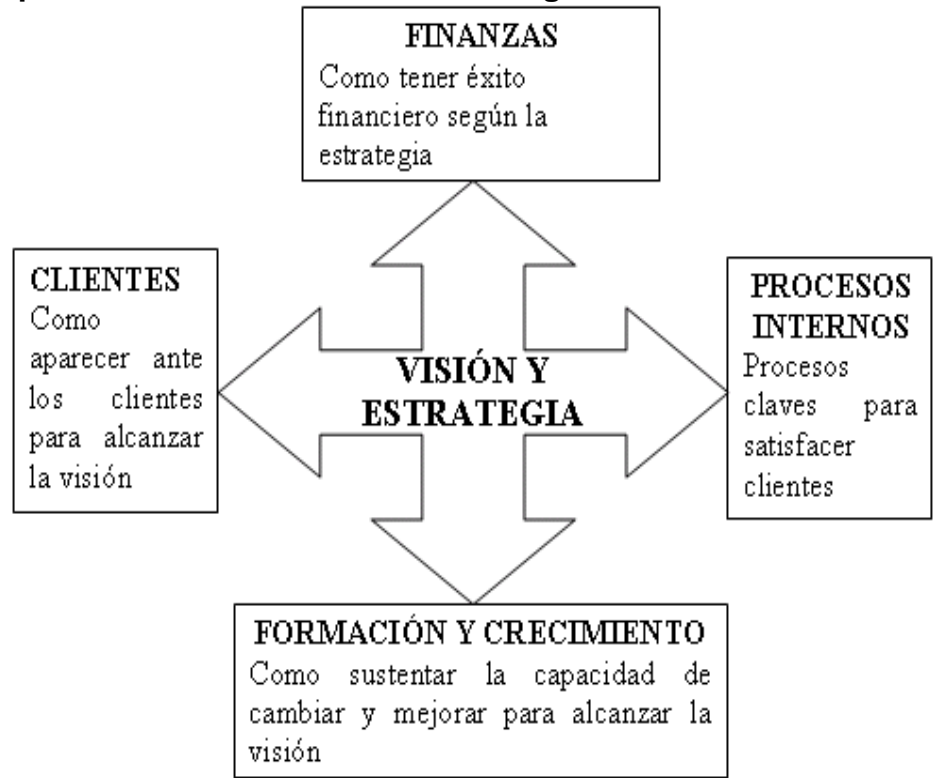 FINANZAS
Como tener éxito
financiero según la
estrategia
CLIENTES
Como
aparecer ante
los clientes
para alcanzar
la visión
VISIÓN Y
ESTRATEGIA
PROCESOS
INTERNOS
Procesos
claves para
satisfacer
clientes
FORMACIÓN Y CRECIMIENTO
Como sustentar la capacidad de
cambiar y mejorar para alcanzar la
visión